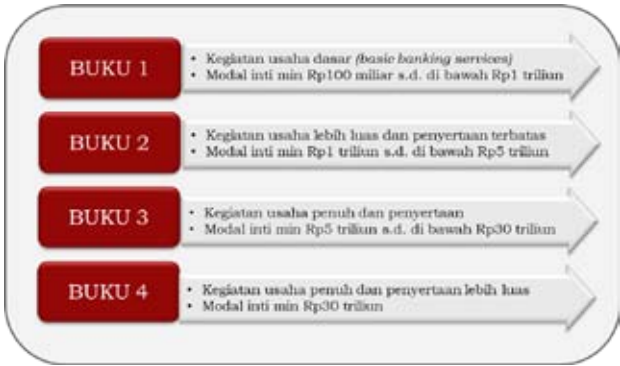 BUKU 1
• Kegiatan usaha dasar (basic banking services)
• Modal inti min Rp100 miliar s.d. di bawah Rp1 triliun
BUKU 2
• Kegiatan usaha lebih luas dan penyertaan terbatas
• Modal inti min Rp1 triliun s.d. di bawah Rp5 triliun
BUKU 3
• Kegiatan usaha penuh dan penyertaan
• Modal inti min Rp5 triliun s.d. di bawah Rp30 triliun
BUKU 4
• Kegiatan usaha penuh dan penyertaan lebih luas
• Modal inti min Rp30 triliun